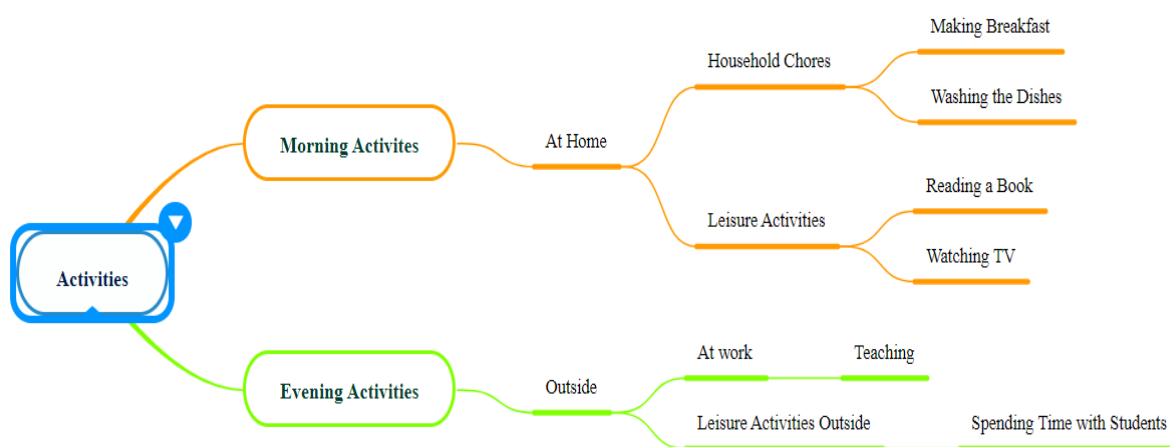 Activities
Morning Activites
At Home
Household Chores
Making Breakfast
Washing the Dishes
Leisure Activities
Reading a Book
Watching TV
Evening Activities
Outside
At work
Teaching
Leisure Activities Outside
Spending Time with Students